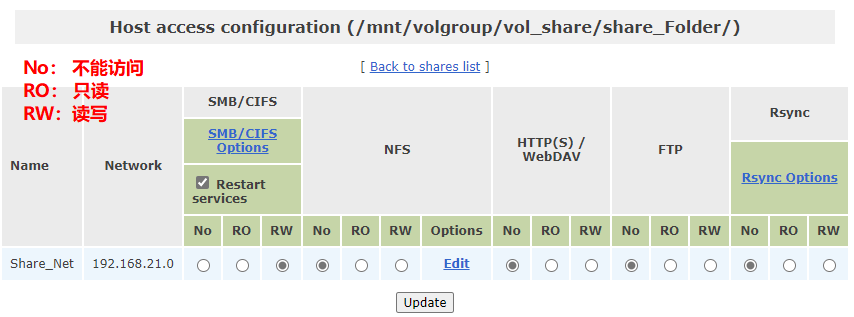 Host access configuration (/mnt/volgroup/vol_share/share_Folder/)
[ Back to shares list ]
No： 不能访问
RO： 只读
RW：读写
Name
Network
SMB/CIFS
SMB/CIFS
Options
Restart
services
NFS
HTTP(S) /
WebDAV
FTP
Rsync
Rsync Options
No RO RW No RO RW Options No RO RW No RO RW No RO RW
Share_Net 192.168.21.0 Edit
Update